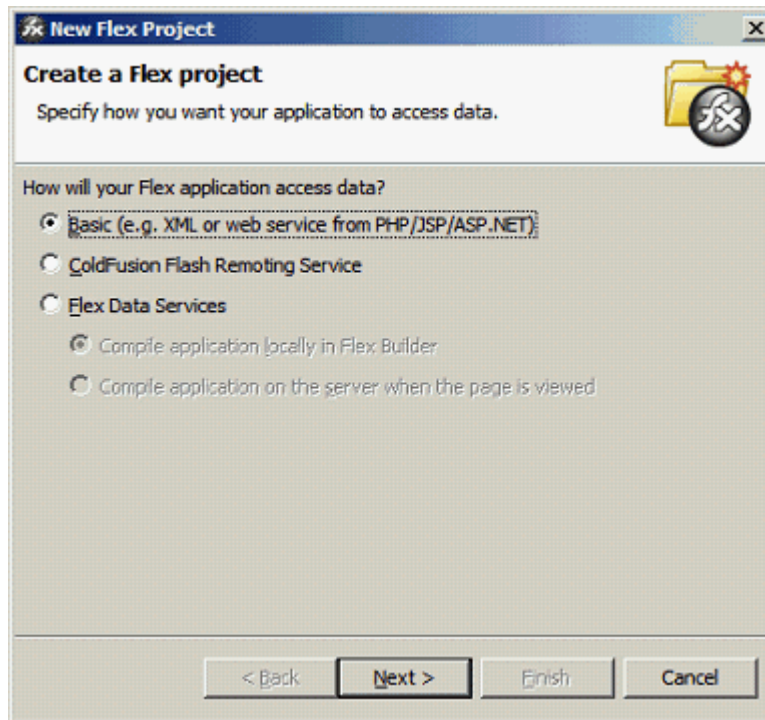 New Flex Project
Create a Flex project
Specify how you want your application to access data.
How will your Flex application access data?
Basic (e.g. XML or web service from PHP/JSP/ASP.NET)
ColdFusion Flash Remoting Service
Flex Data Services
Compile application locally in Flex Builder
Compile application on the server when the page is viewed
< Back Next > Finish Cancel